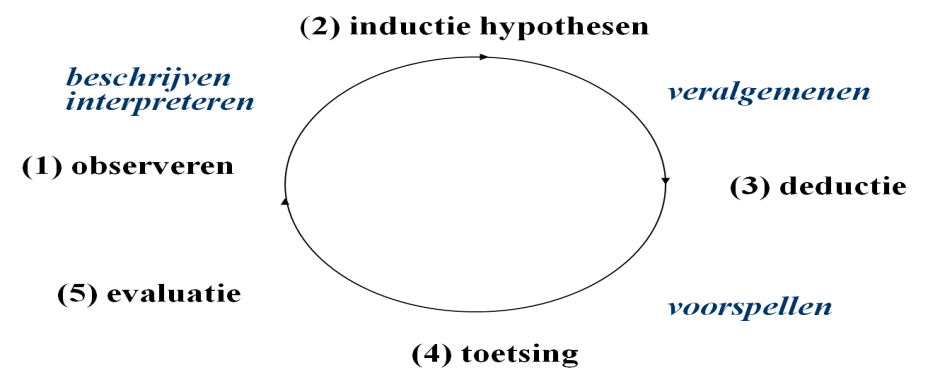 (2) inductie hypothesen
beschrijven
interpreteren
veralgemenen
(1) observeren
(3) deductie
(5) evaluatie
voorspellen
(4) toetsing